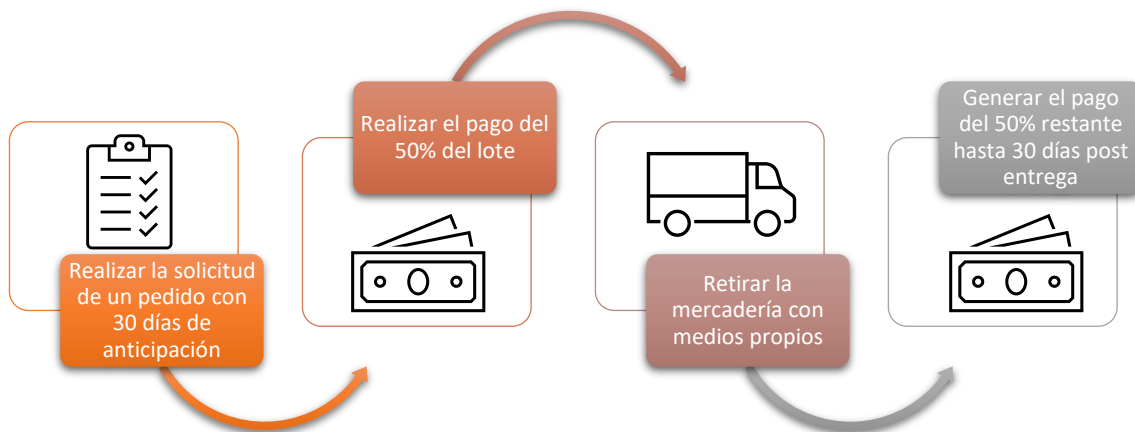 Realizar la solicitud
de un pedido con
30 días de
anticipación
Realizar el pago del
50% del lote
Retirar la
mercadería con
medios propios
Generar el pago
del 50% restante
hasta 30 días post
entrega